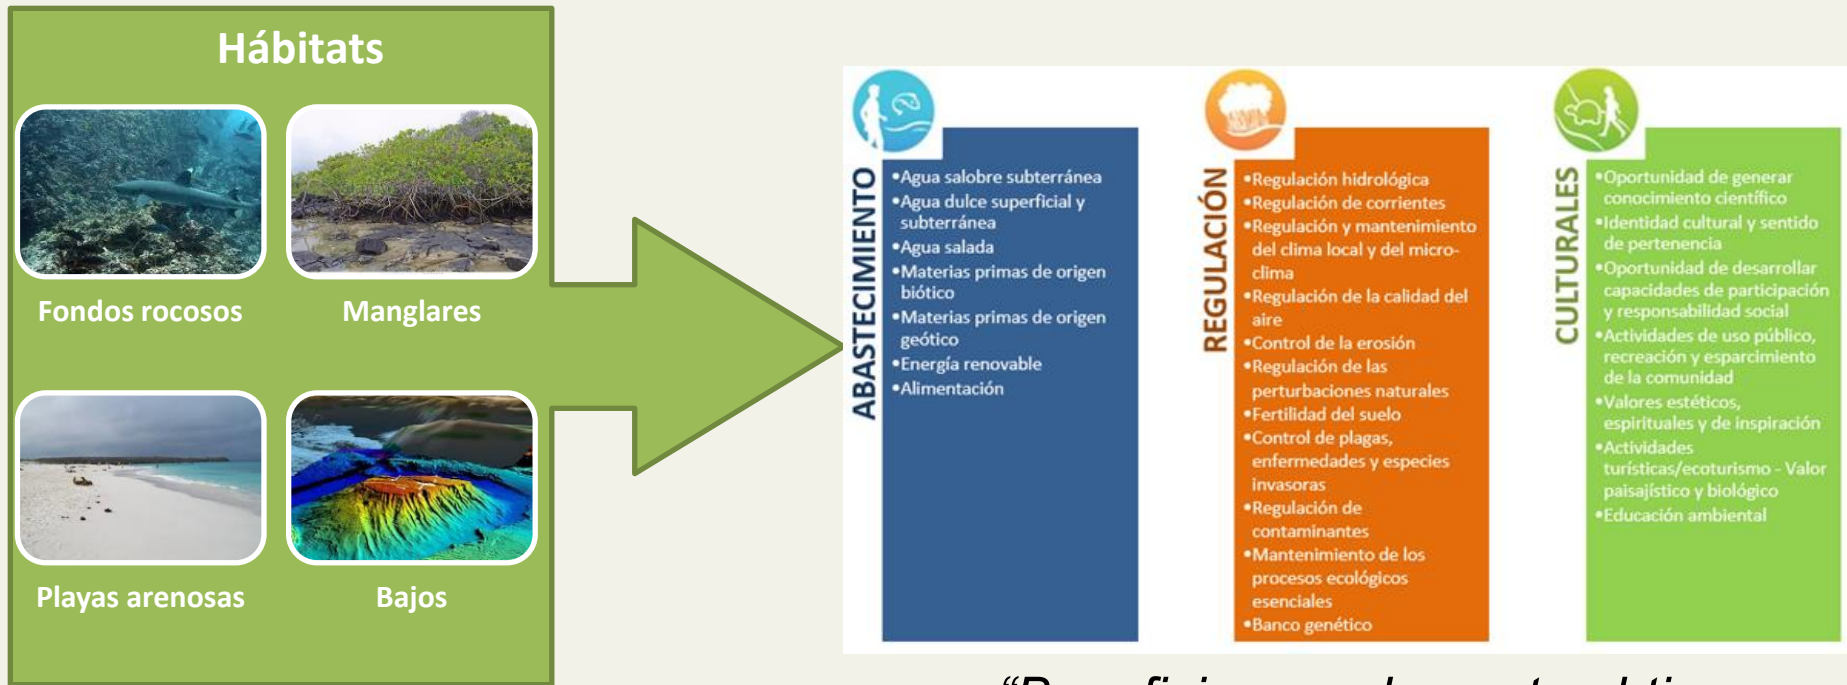 Hábitats
Fondos rocosos
Manglares
Playas arenosas
Bajos
ABASTECIMIENTO
•Agua salobre subterránea
•Agua dulce superficial y
subterránea
•Agua salada
•Materias primas de origen
biótico
•Materias primas de origen
geótico
•Energía renovable
•Alimentación
REGULACIÓN
•Regulación hidrológica
•Regulación de corrientes
•Regulación y mantenimiento
del clima local y del micro-
clima
•Regulación de la calidad del
aire
•Control de la erosión
•Regulación de las
perturbaciones naturales
•Fertilidad del suelo
•Control de plagas,
enfermedades y especies
invasoras
•Regulación de
contaminantes
•Mantenimiento de los
procesos ecológicos
esenciales
•Banco genético
CULTURALES
•Oportunidad de generar
conocimiento científico
•Identidad cultural y sentido
de pertenencia
•Oportunidad de desarrollar
capacidades de participación
y responsabilidad social
•Actividades de uso público,
recreación y esparcimiento
de la comunidad
•Valores estéticos,
espirituales y de inspiración
•Actividades
turísticas/ecoturismo - Valor
paisajístico y biológico
•Educación ambiental